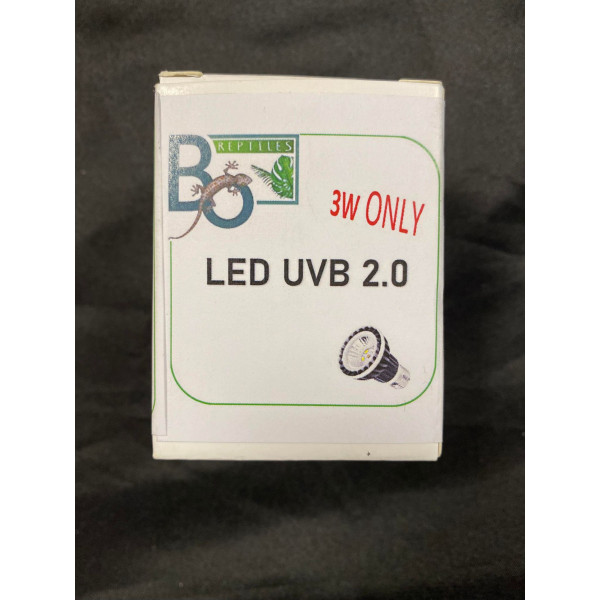 REPTILES
BO
3W ONLY
LED UVB 2.0